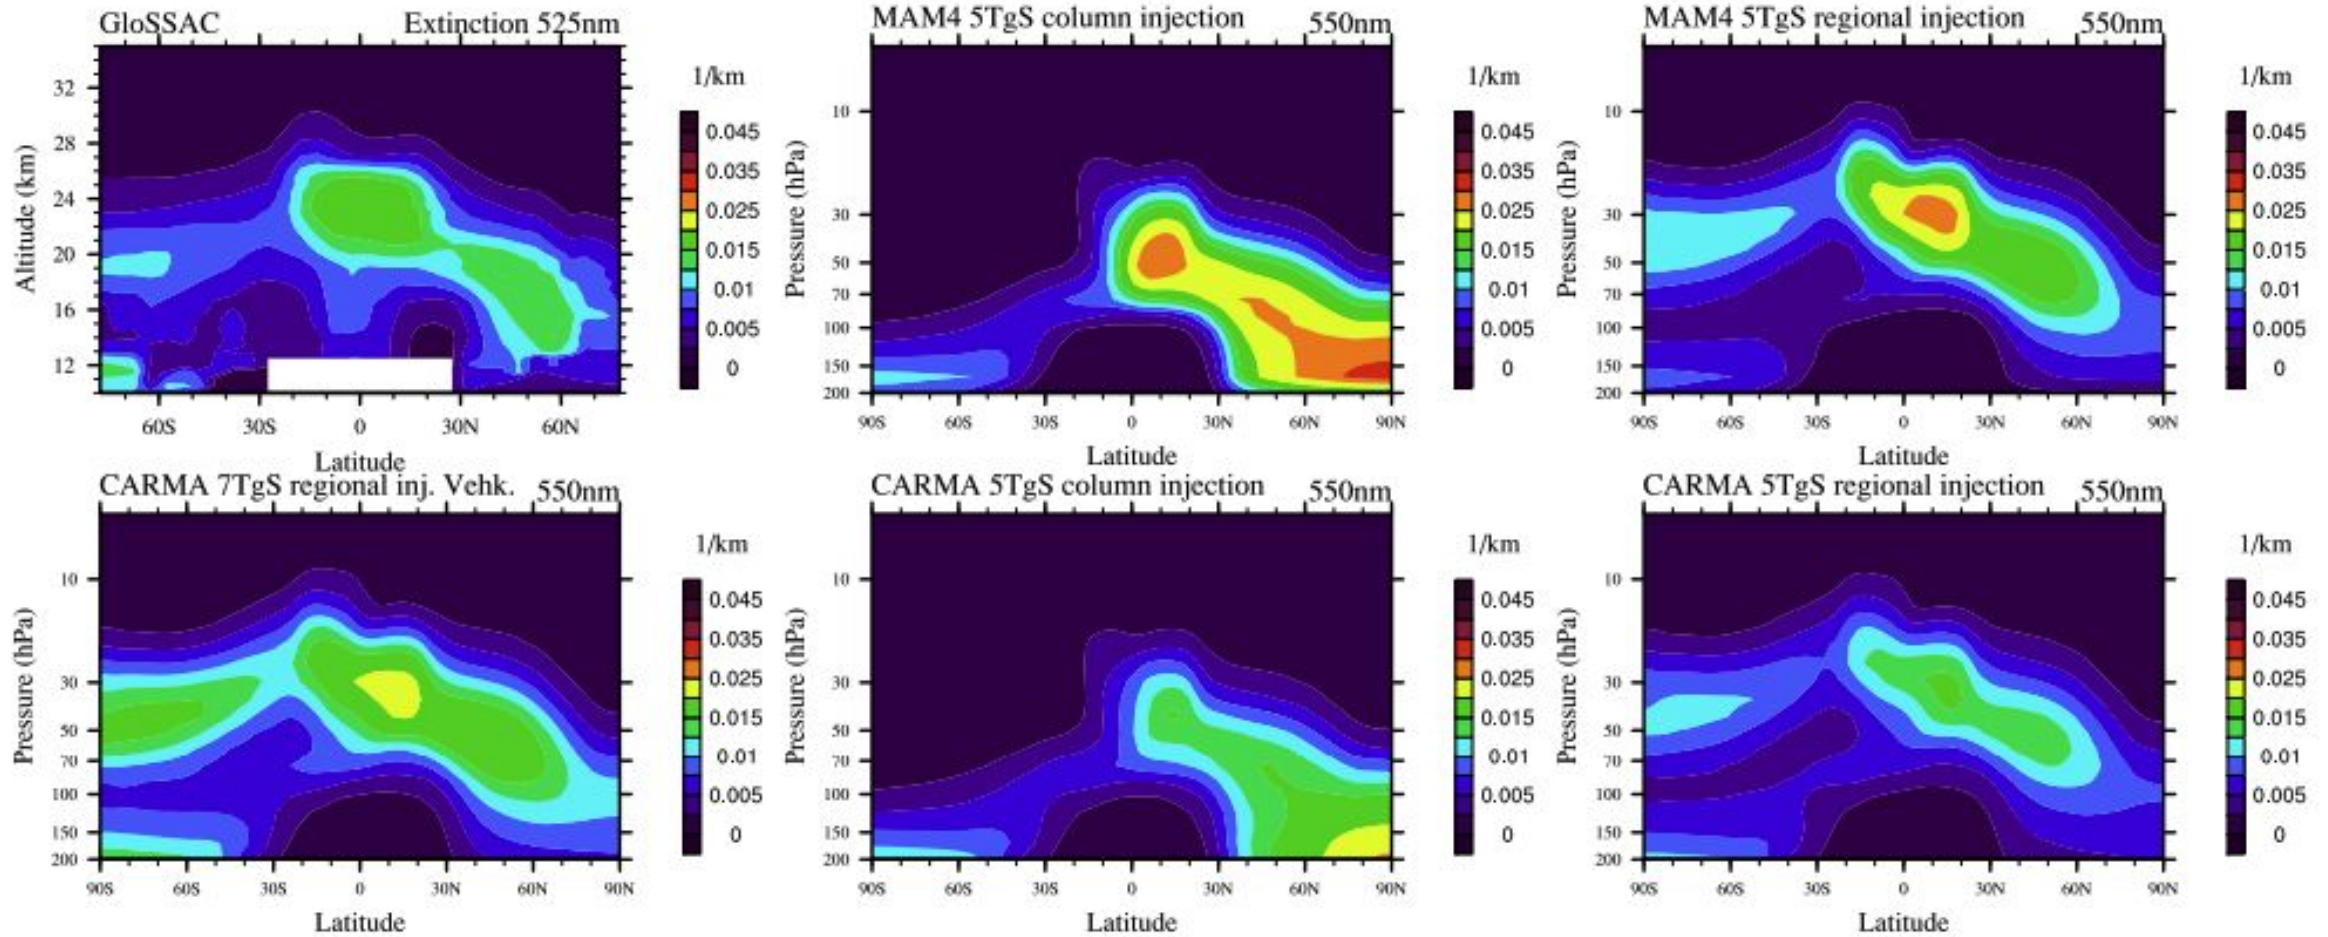 GloSSAC Extinction 525nm
1/km
32
28
24
20
16
12
Altitude (km)
60S 30S 0 30N 60N
Latitude
0.045
0.035
0.025
0.015
0.01
0.005
0
MAM4 5TgS column injection 550nm
1/km
10
30
50
70
100
150
200
Pressure (hPa)
90S 60S 30S 0 30N 60N 90N
Latitude
0.045
0.035
0.025
0.015
0.01
0.005
0
MAM4 5TgS regional injection 550nm
1/km
10
30
50
70
100
150
200
Pressure (hPa)
90S 60S 30S 0 30N 60N 90N
Latitude
0.045
0.035
0.025
0.015
0.01
0.005
0
CARMA 7TgS regional inj. Vehk. 550nm
1/km
10
30
50
70
100
150
200
Pressure (hPa)
90S 60S 30S 0 30N 60N 90N
Latitude
0.045
0.035
0.025
0.015
0.01
0.005
0
CARMA 5TgS column injection 550nm
1/km
10
30
50
70
100
150
200
Pressure (hPa)
90S 60S 30S 0 30N 60N 90N
Latitude
0.045
0.035
0.025
0.015
0.01
0.005
0
CARMA 5TgS regional injection 550nm
1/km
10
30
50
70
100
150
200
Pressure (hPa)
90S 60S 30S 0 30N 60N 90N
Latitude
0.045
0.035
0.025
0.015
0.01
0.005
0